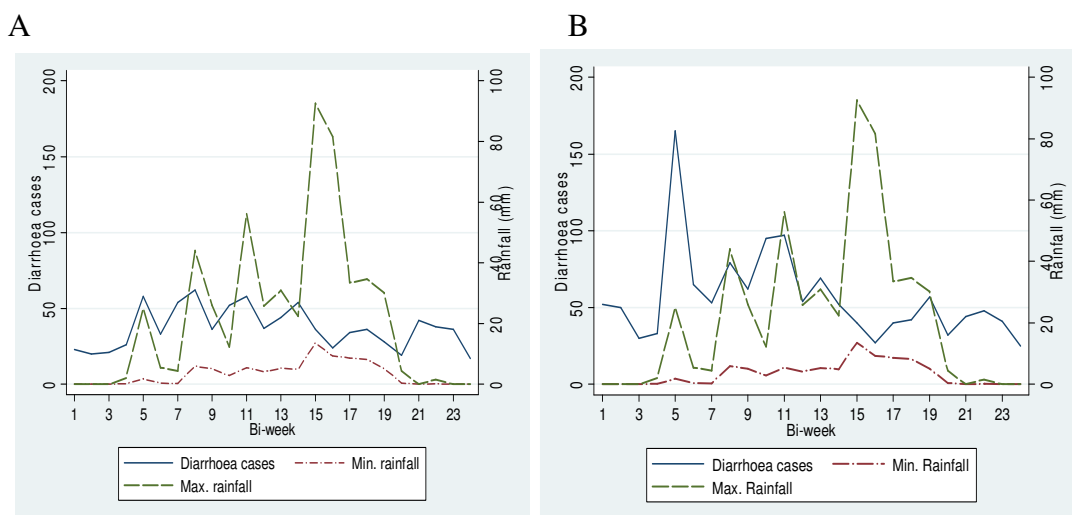 A
B
200
150
100
50
0
Diarrhoea cases
100
80
60
40
20
0
Rainfall (mm)
1 3 5 7 9 11 13 15 17 19 21 23
Bi-week
Diarrhoea cases Min. rainfall
Max. rainfall
200
150
100
50
0
Diarrhoea cases
100
80
60
40
20
0
Rainfall (mm)
1 3 5 7 9 11 13 15 17 19 21 23
Bi-week
Diarrhoea cases Min. Rainfall
Max. Rainfall